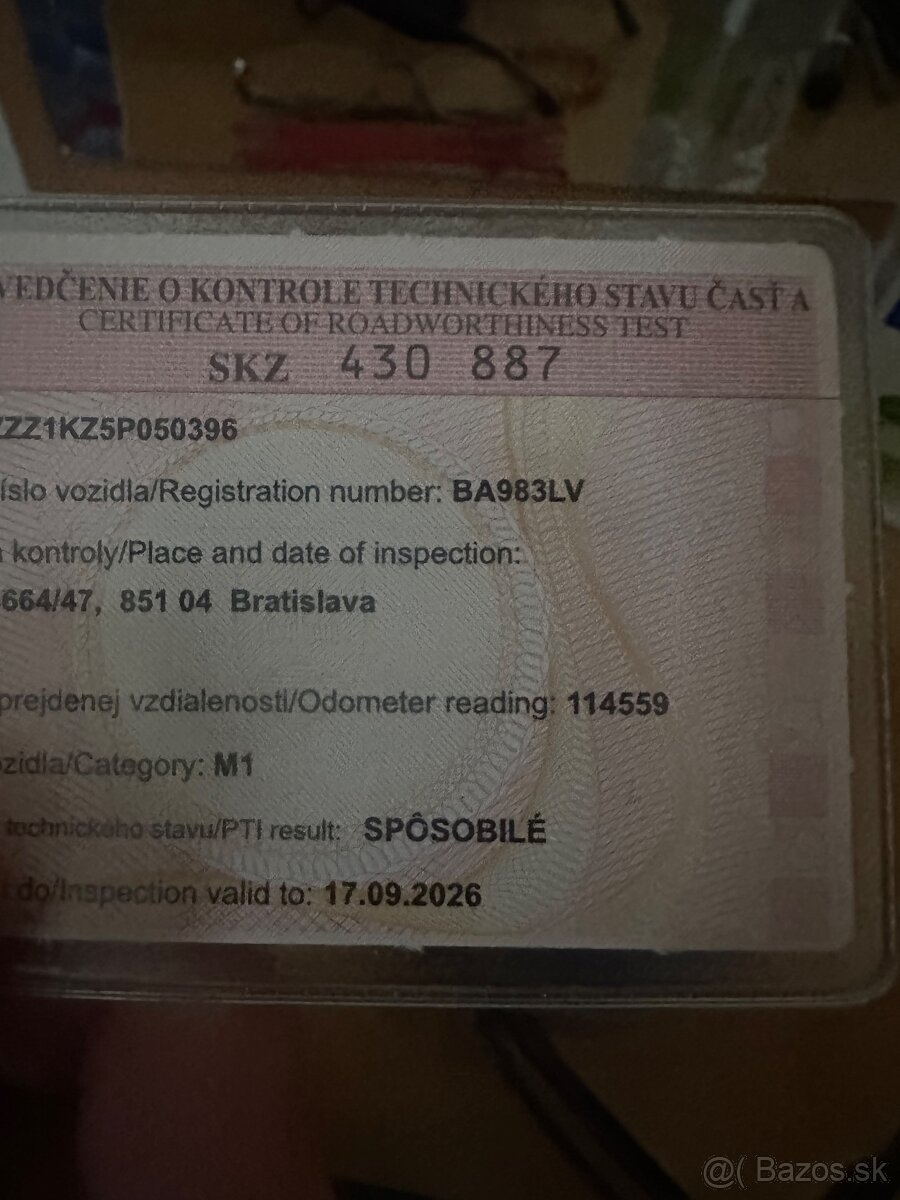 VEDČENIE O KONTROLE TECHNICKÉHO STAVU ČASŤ A
CERTIFICATE OF ROADWORTHINESS TEST
SKZ 430 887
ZZ1KZ5P050396
íslo vozidla/Registration number: BA983LV
kontroly/Place and date of inspection:
664/47, 851 04 Bratislava
prejdenej vzdialenosti/Odometer reading: 114559
zidla/Category: M1
technického stavu/PTI result: SPÔSOBILÉ
do/Inspection valid to: 17.09.2026
@( Bazos.sk